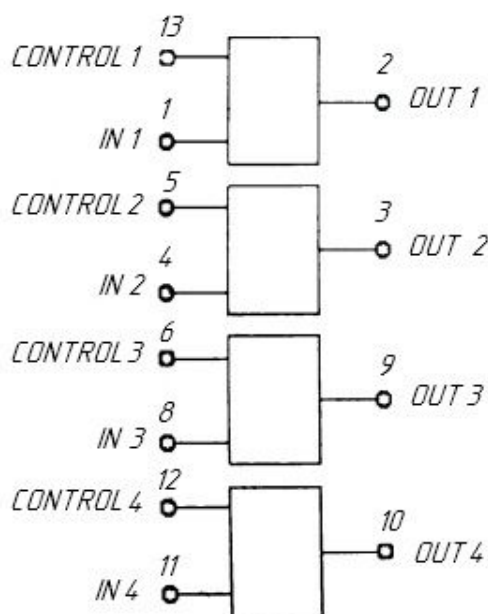 13
CONTROL 1
2
OUT 1
1
IN 1
5
CONTROL 2
3
OUT 2
4
IN 2
6
CONTROL 3
9
OUT 3
8
IN 3
12
CONTROL 4
10
OUT 4
11
IN 4